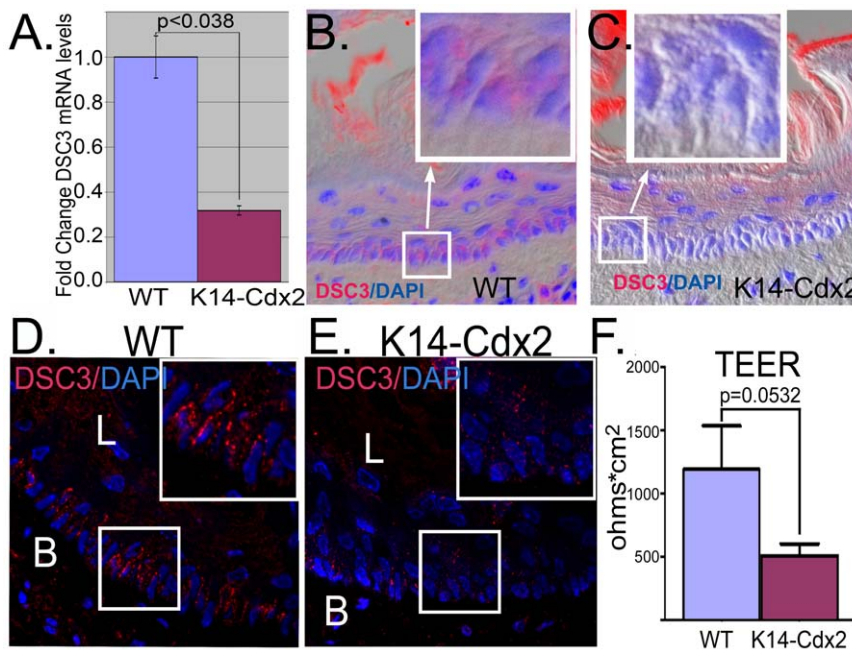 A.
p<0.038
Fold Change DSC3 mRNA levels
1.0
0.8
0.6
0.4
0.2
0.0
WT
K14-Cdx2
B.
DSC3/DAPI
WT
C.
DSC3/DAPI
K14-Cdx2
D.
WT
DSC3/DAPI
L
B
E.
K14-Cdx2
DSC3/DAPI
L
B
F.
TEER
p=0.0532
ohms*cm2
2000
1500
1000
500
WT
K14-Cdx2